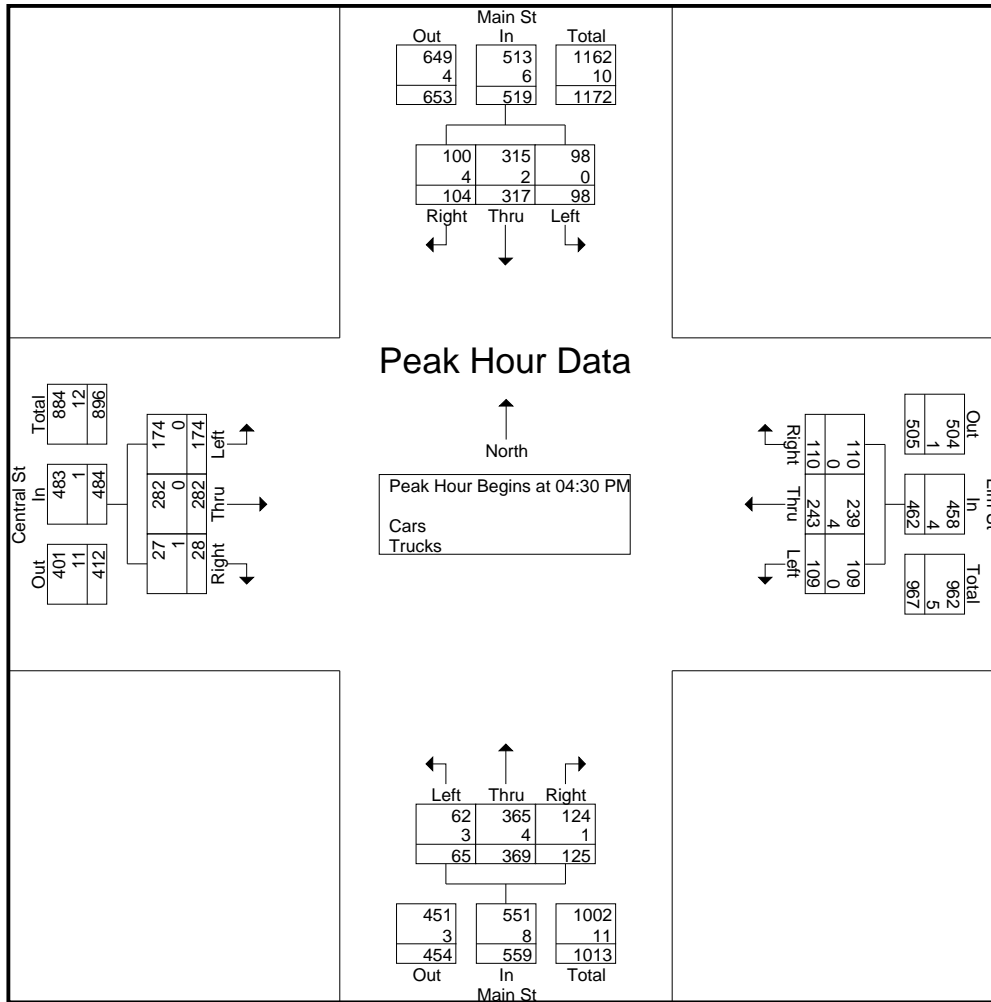 Main St
Out In Total
649 513 1162
4 6 10
653 519 1172
100 315 98
4 2 0
104 317 98
Right Thru Left
Peak Hour Data
North
Peak Hour Begins at 04:30 PM
Cars
Trucks
Central St
Total In Out
884 483 401
12 1 11
896 484 412
174 282 27
0 0 1
174 282 28
Left Thru Right
Out In Total
504 458 962
1 4 5
505 462 967
110 239 109
0 4 0
110 243 109
Right Thru Left
Left Thru Right
62 365 124
3 4 1
65 369 125
451 551 1002
3 8 11
454 559 1013
Out In Total
Main St